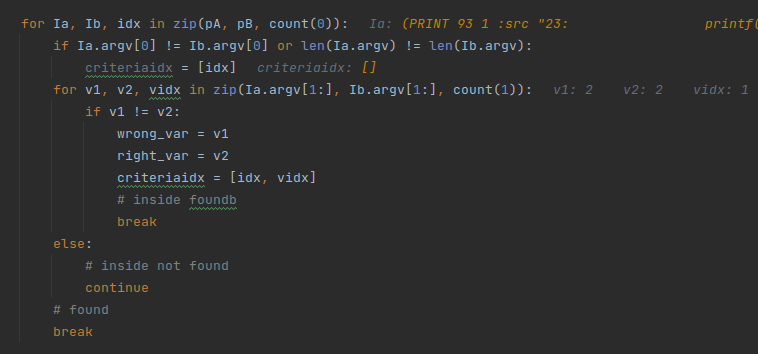 for Ia, Ib, idx in zip(pA, pB, count(0)):   Ia: (PRINT 93 1 :src "23:                 printf(
    if Ia.argv[0] != Ib.argv[0] or len(Ia.argv) != len(Ib.argv):
        criteriaidx = [idx]   criteriaidx: []
    for v1, v2, vidx in zip(Ia.argv[1:], Ib.argv[1:], count(1)):   v1: 2    v2: 2    vidx: 1
        if v1 != v2:
            wrong_var = v1
            right_var = v2
            criteriaidx = [idx, vidx]
            # inside foundb
            break
    else:
        # inside not found
        continue
    # found
    break